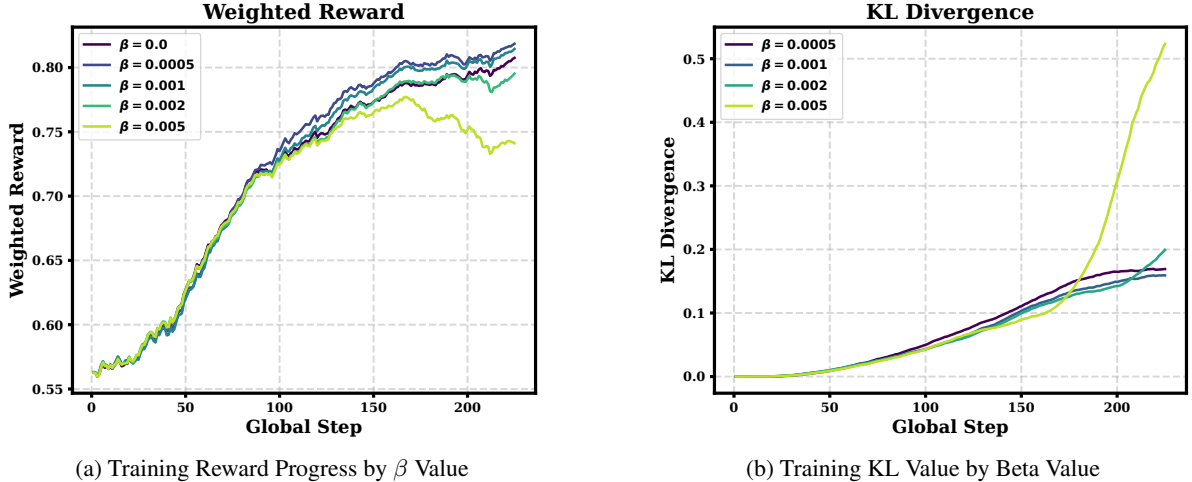 Weighted Reward
β = 0.0
β = 0.0005
β = 0.001
β = 0.002
β = 0.005
0.80
0.75
0.70
0.65
0.60
0.55
Weighted Reward
0
50
100
150
200
Global Step
(a) Training Reward Progress by β Value
KL Divergence
β = 0.0005
β = 0.001
β = 0.002
β = 0.005
0.5
0.4
0.3
0.2
0.1
0.0
KL Divergence
0
50
100
150
200
Global Step
(b) Training KL Value by Beta Value